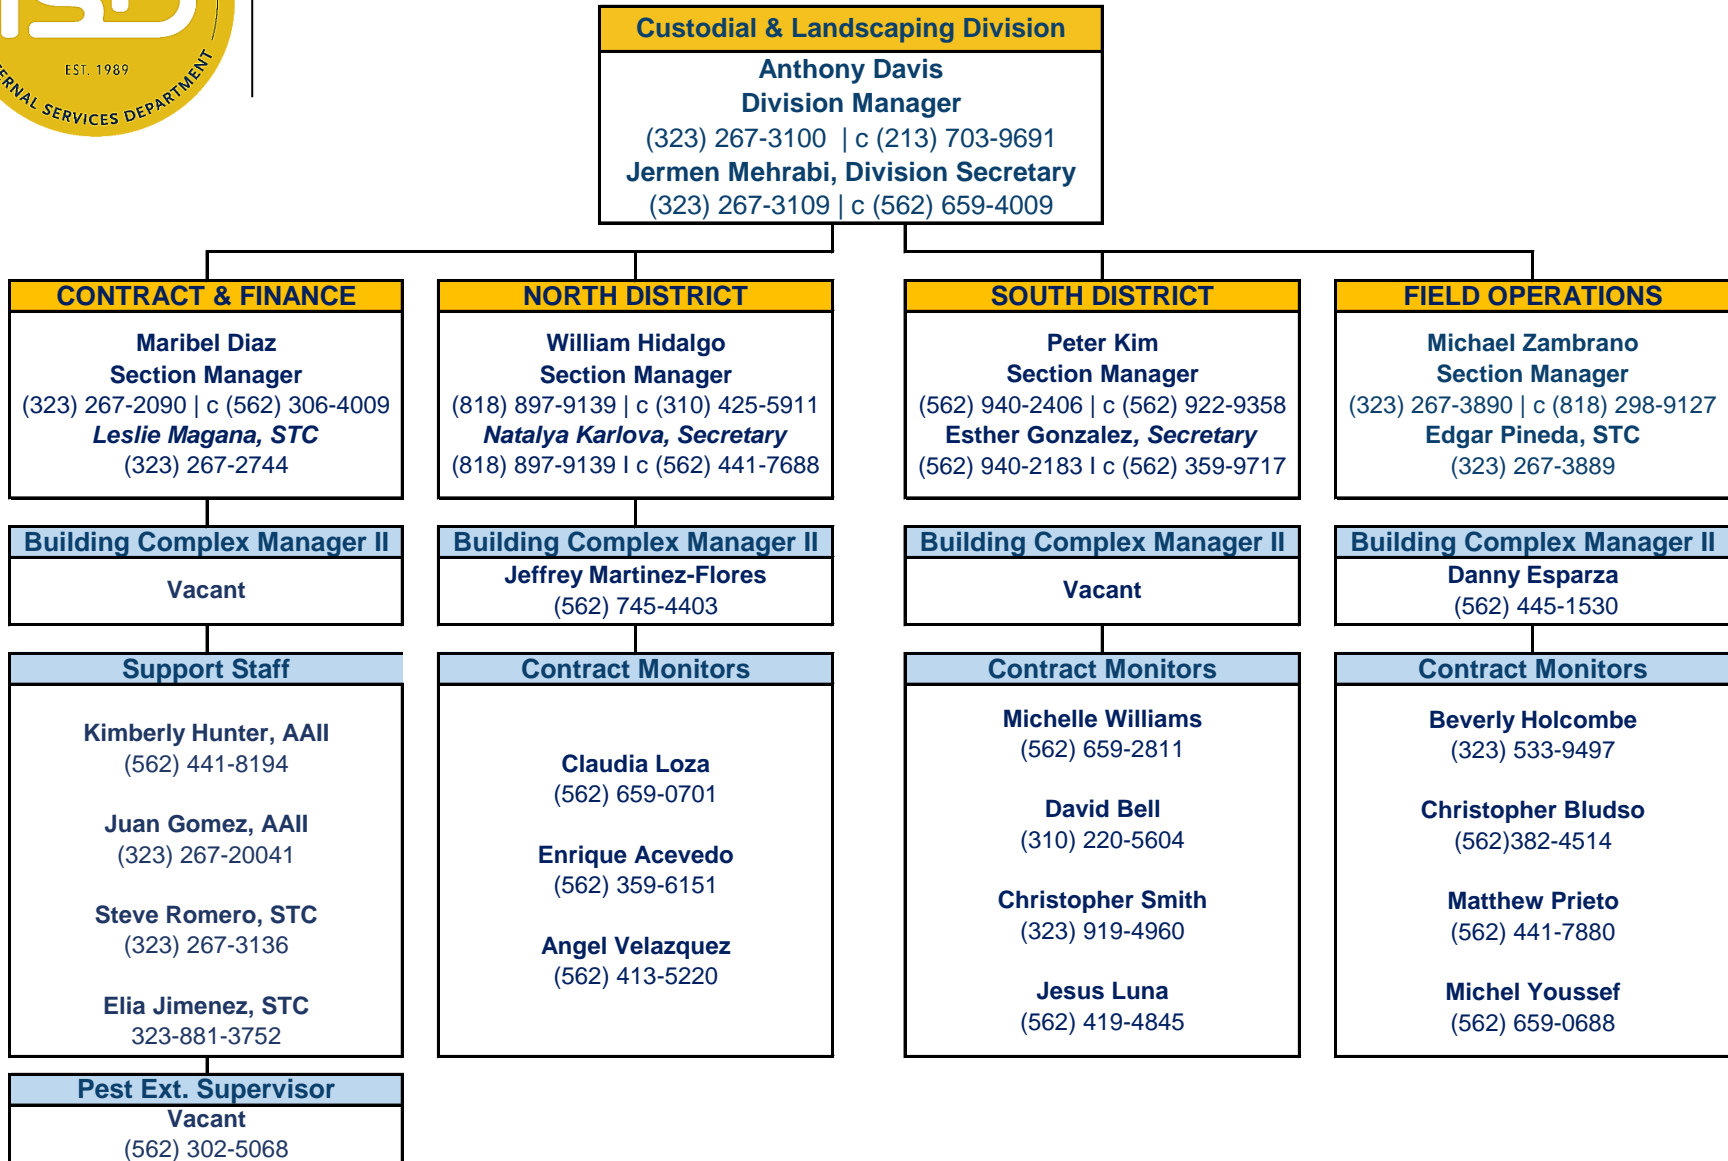 EST. 1989
SERVICES DEPARTMENT
Custodial & Landscaping Division
Anthony Davis
Division Manager
(323) 267-3100 | c (213) 703-9691
Jermen Mehrabi, Division Secretary
(323) 267-3109 | c (562) 659-4009
CONTRACT & FINANCE
Maribel Diaz
Section Manager
(323) 267-2090 | c (562) 306-4009
Leslie Magana, STC
(323) 267-2744
Building Complex Manager II
Vacant
Support Staff
Kimberly Hunter, AAII
(562) 441-8194
Juan Gomez, AAII
(323) 267-20041
Steve Romero, STC
(323) 267-3136
Elia Jimenez, STC
323-881-3752
Pest Ext. Supervisor
Vacant
(562) 302-5068
NORTH DISTRICT
William Hidalgo
Section Manager
(818) 897-9139 | c (310) 425-5911
Natalya Karlova, Secretary
(818) 897-9139 I c (562) 441-7688
Building Complex Manager II
Jeffrey Martinez-Flores
(562) 745-4403
Contract Monitors
Claudia Loza
(562) 659-0701
Enrique Acevedo
(562) 359-6151
Angel Velazquez
(562) 413-5220
SOUTH DISTRICT
Peter Kim
Section Manager
(562) 940-2406 | c (562) 922-9358
Esther Gonzalez, Secretary
(562) 940-2183 I c (562) 359-9717
Building Complex Manager II
Vacant
Contract Monitors
Michelle Williams
(562) 659-2811
David Bell
(310) 220-5604
Christopher Smith
(323) 919-4960
Jesus Luna
(562) 419-4845
FIELD OPERATIONS
Michael Zambrano
Section Manager
(323) 267-3890 | c (818) 298-9127
Edgar Pineda, STC
(323) 267-3889
Building Complex Manager II
Danny Esparza
(562) 445-1530
Contract Monitors
Beverly Holcombe
(323) 533-9497
Christopher Bludso
(562)382-4514
Matthew Prieto
(562) 441-7880
Michel Youssef
(562) 659-0688